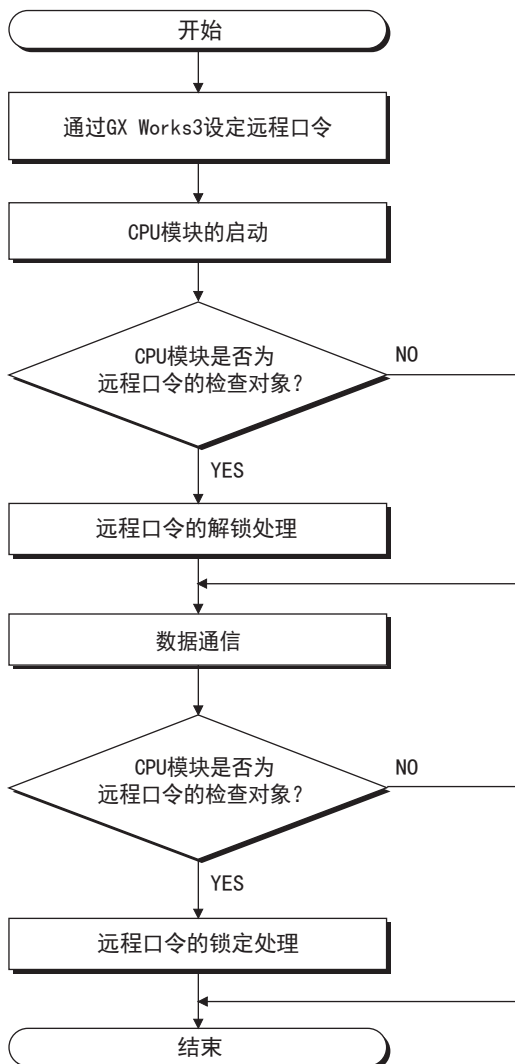 开始
通过GX Works3设定远程口令
CPU模块的启动
CPU模块是否为
远程口令的检查对象?
NO
YES
远程口令的解锁处理
数据通信
CPU模块是否为
远程口令的检查对象?
NO
YES
远程口令的锁定处理
结束